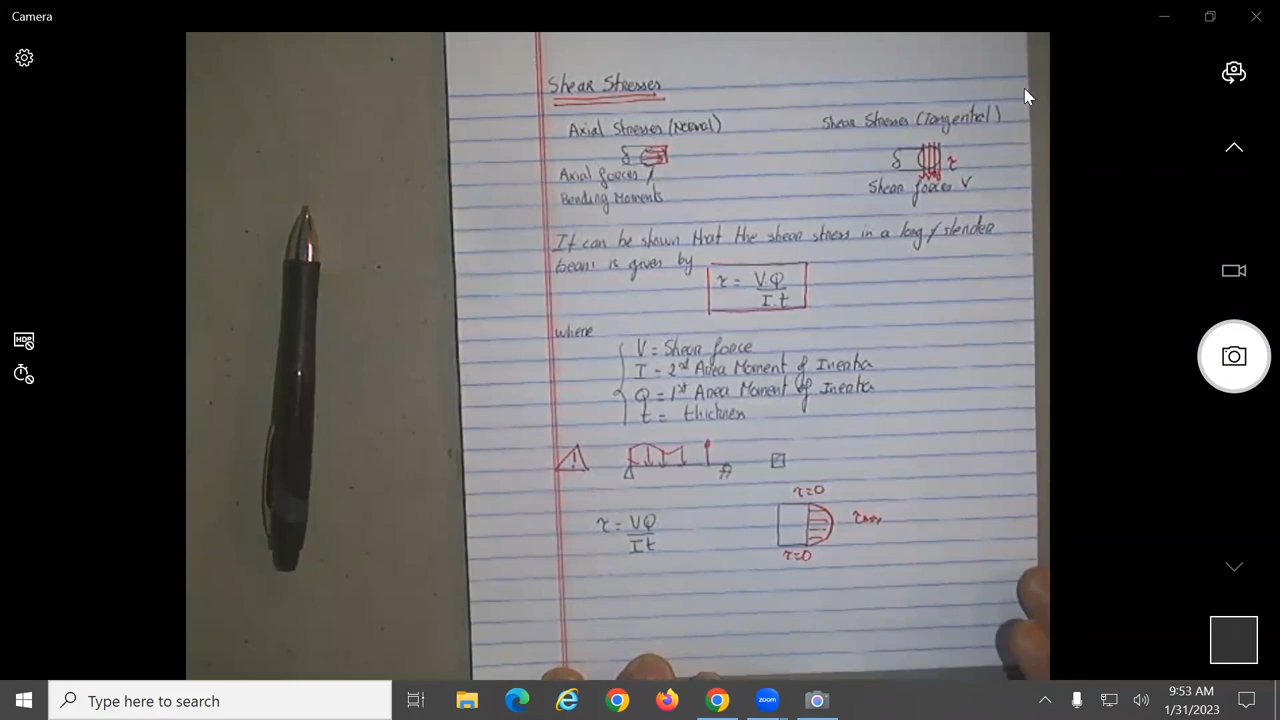 Camera
Shear Stresses
Axial Stresses (Normal)
Shear Stresses (Tangential)
τ
Axial forces /
Bending Moments
Shear forces V
It can be shown that the shear stress in a long/slender
beam is given by
τ = V.Q
I.t
where
V = Shear force
I = 2nd Area Moment of Inertia
Q = 1st Area Moment of Inertia
t = thickness
!
τ=0
τ = VQ
It
τmax
τ=0
HDR
Type here to search
zoom
9:53 AM
1/31/2023